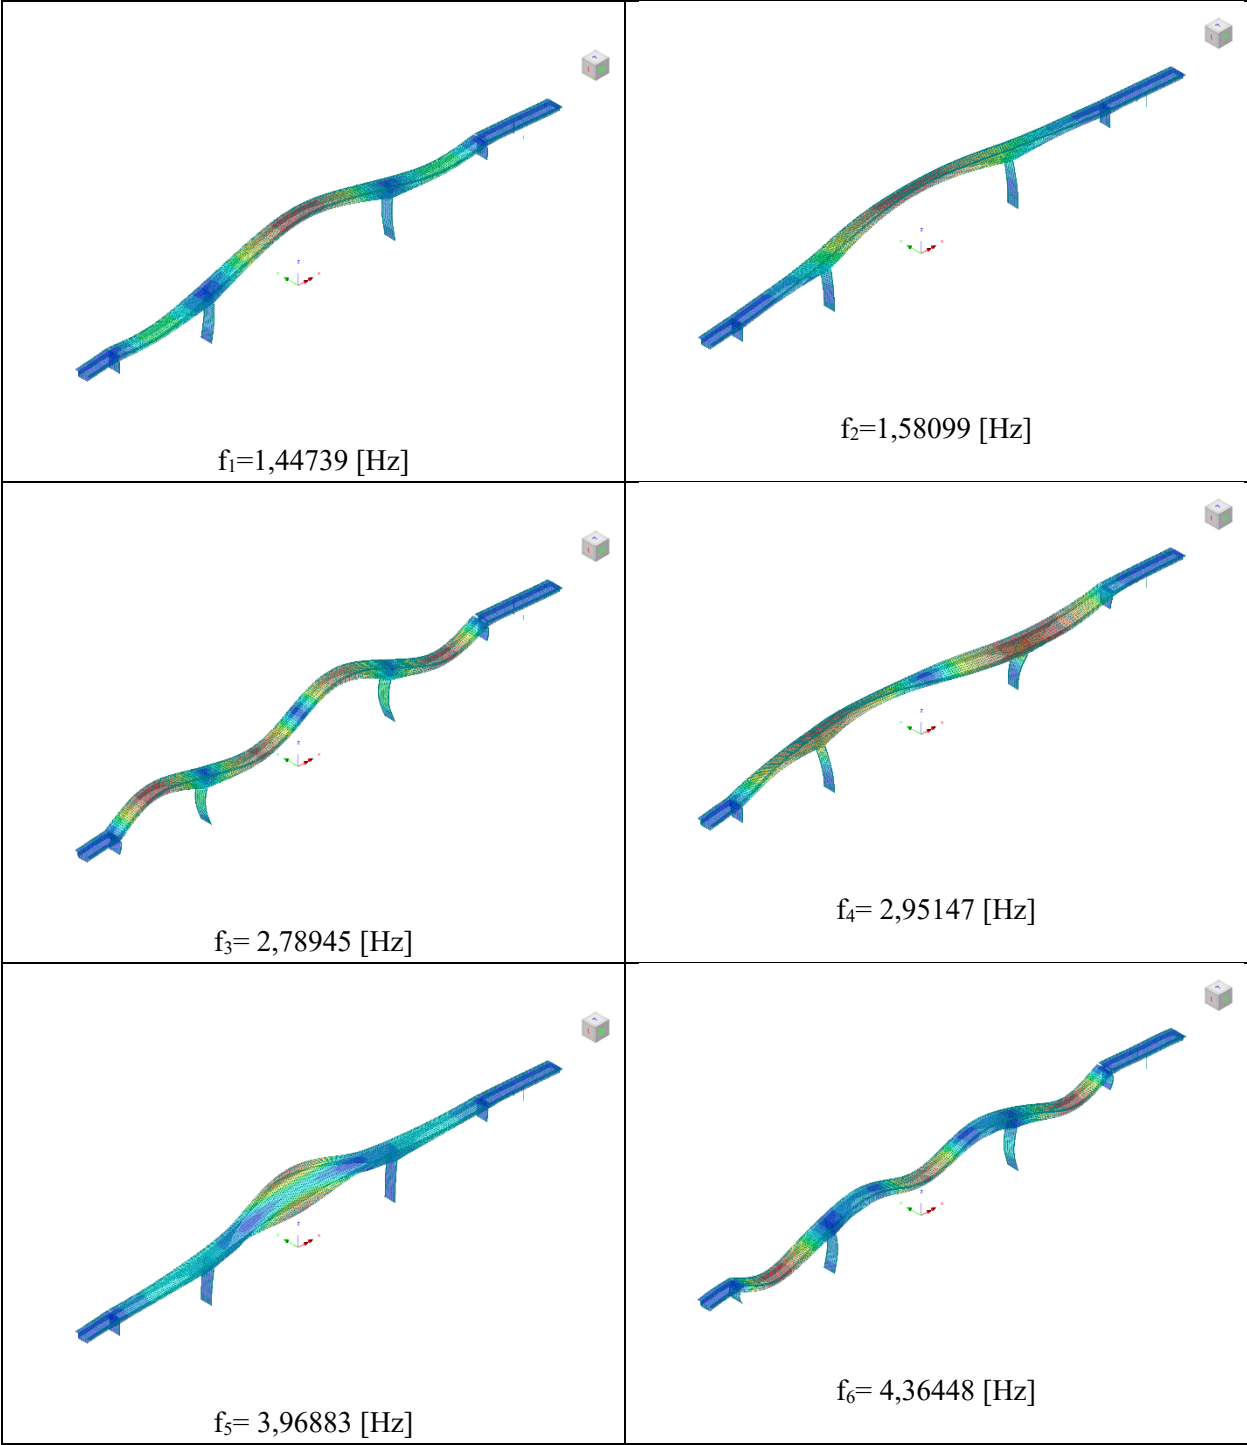 f₁=1,44739 [Hz]
f₂=1,58099 [Hz]
f₃= 2,78945 [Hz]
f₄= 2,95147 [Hz]
f₅= 3,96883 [Hz]
f₆= 4,36448 [Hz]